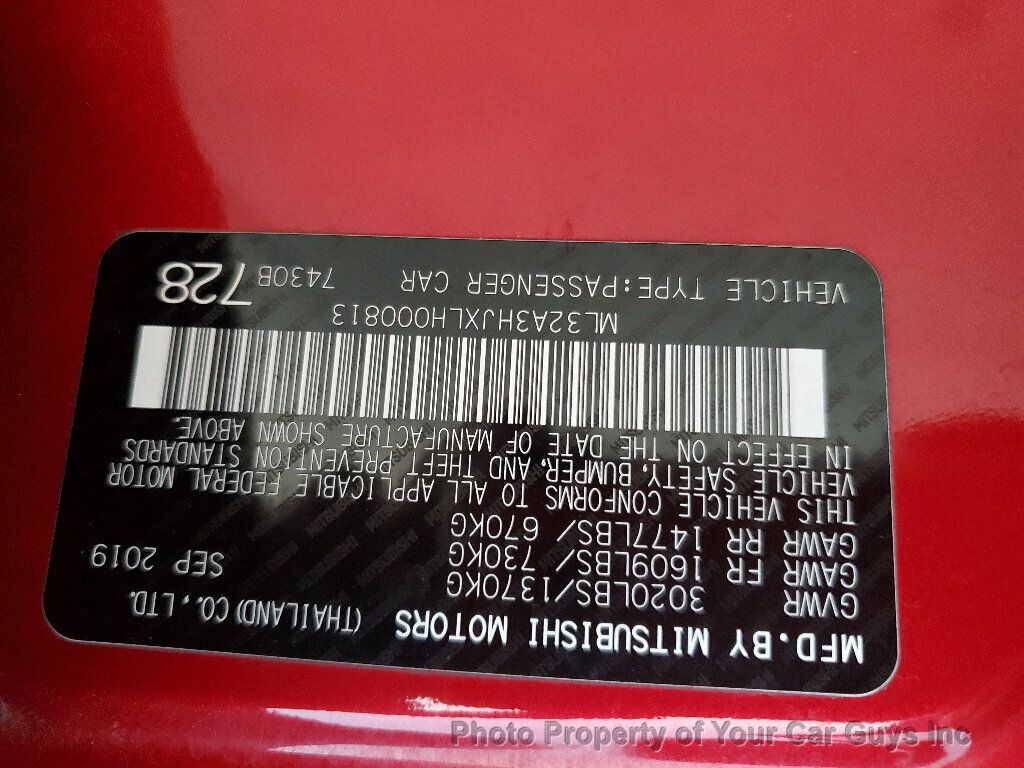 MFD.BY MITSUBISHI MOTORS (THAILAND) CO., LTD.
GVWR 3020LBS/1370KG SEP 2019
GAWR FR 1609LBS/ 730KG
GAWR RR 1477LBS/ 670KG
THIS VEHICLE CONFORMS TO ALL APPLICABLE FEDERAL MOTOR
VEHICLE SAFETY, BUMPER, AND THEFT PREVENTION STANDARDS
IN EFFECT ON THE DATE OF MANUFACTURE SHOWN ABOVE.
ML32A3HJXLH000813
VEHICLE TYPE:PASSENGER CAR 7430B 728
Photo Property of Your Car Guys Inc